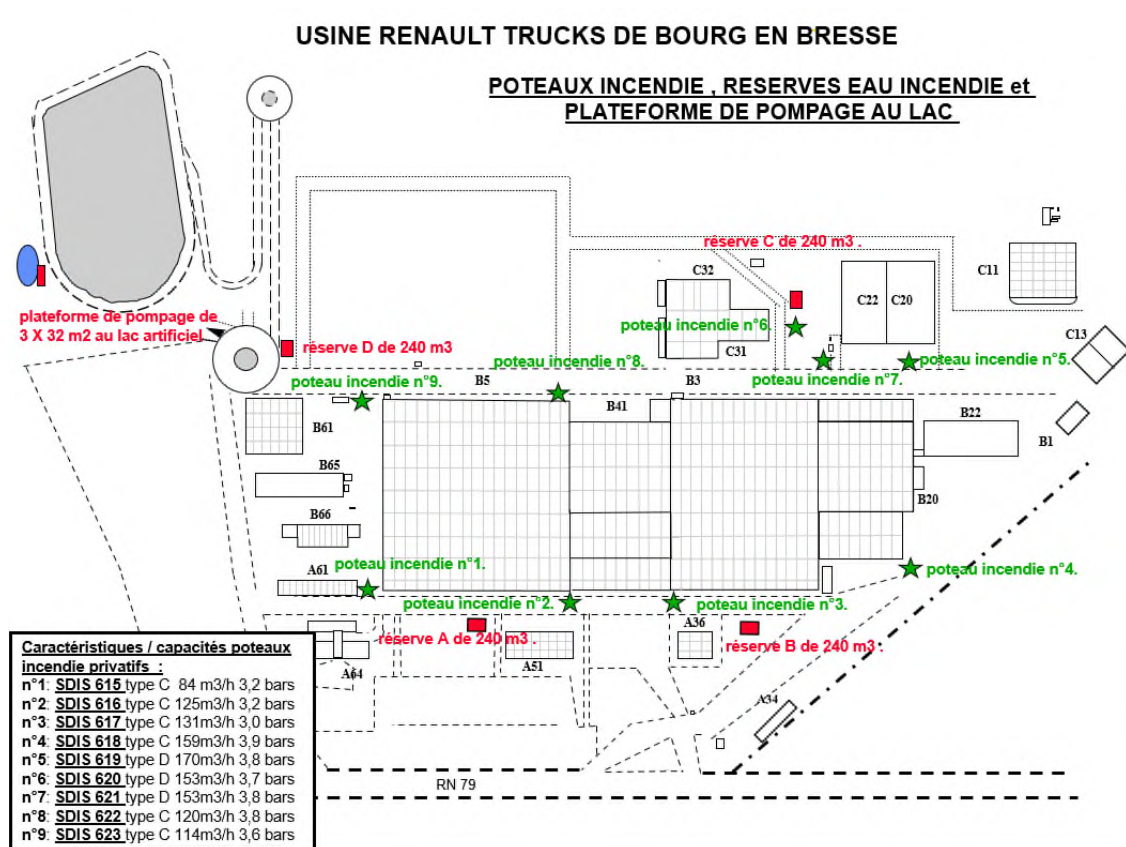 USINE RENAULT TRUCKS DE BOURG EN BRESSE
POTEAUX INCENDIE , RESERVES EAU INCENDIE et
PLATEFORME DE POMPAGE AU LAC
réserve C de 240 m3 .
C32
C22
C20
C11
C13
plateforme de pompage de
3 X 32 m2 au lac artificiel
poteau incendie n°6.
C31
réserve D de 240 m3
poteau incendie n°8.
poteau incendie n°5.
poteau incendie n°9.
B5
B3
poteau incendie n°7.
B41
B22
B1
B61
B65
B20
B66
poteau incendie n°1.
A61
poteau incendie n°4.
poteau incendie n°2.
poteau incendie n°3.
réserve A de 240 m3 .
A36
réserve B de 240 m3 .
A64
A51
A34
RN 79
Caractéristiques / capacités poteaux
incendie privatifs :
n°1: SDIS 615 type C 84 m3/h 3,2 bars
n°2: SDIS 616 type C 125m3/h 3,2 bars
n°3: SDIS 617 type C 131m3/h 3,0 bars
n°4: SDIS 618 type C 159m3/h 3,9 bars
n°5: SDIS 619 type D 170m3/h 3,8 bars
n°6: SDIS 620 type D 153m3/h 3,7 bars
n°7: SDIS 621 type D 153m3/h 3,8 bars
n°8: SDIS 622 type C 120m3/h 3,8 bars
n°9: SDIS 623 type C 114m3/h 3,6 bars